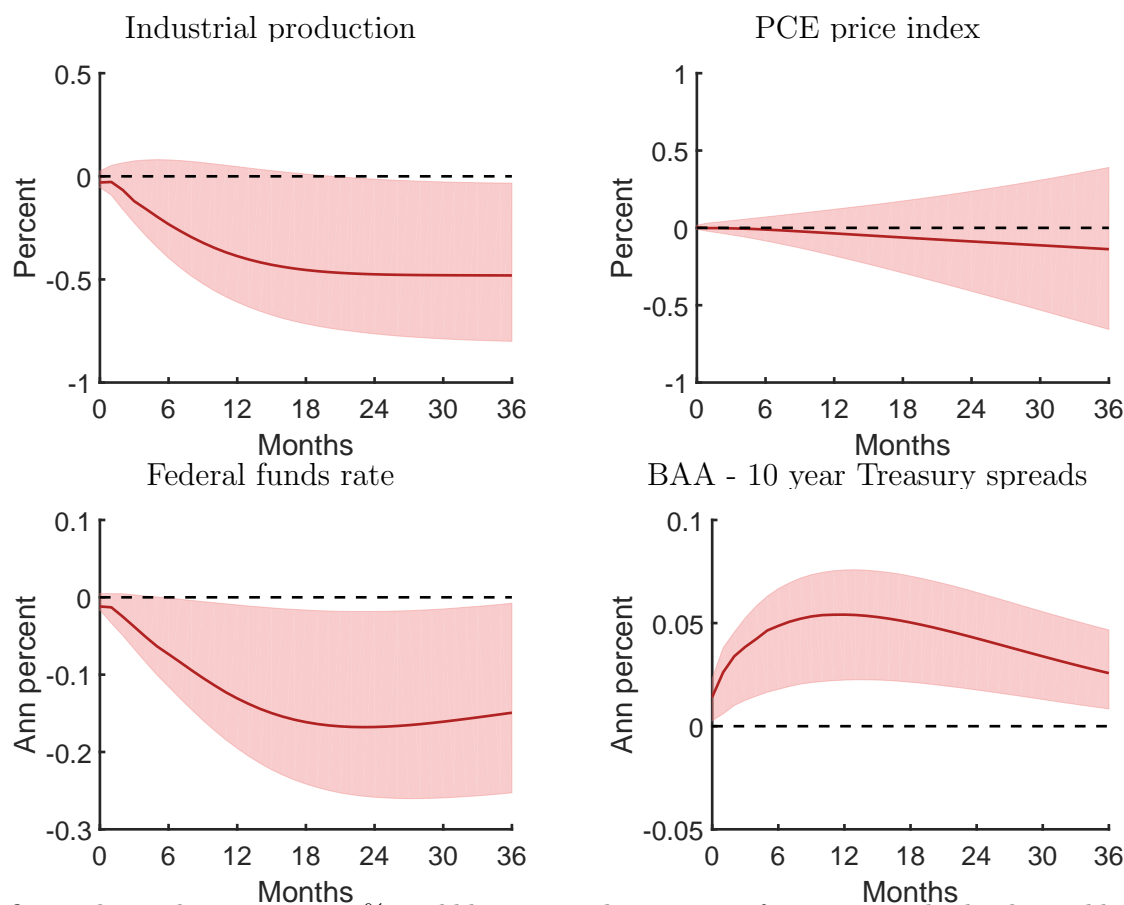 Industrial production
0.5
0
-0.5
-1
Percent
0 6 12 18 24 30 36
Months
PCE price index
1
0.5
0
-0.5
-1
Percent
0 6 12 18 24 30 36
Months
Federal funds rate
0.1
0
-0.1
-0.2
-0.3
Ann percent
0 6 12 18 24 30 36
Months
BAA - 10 year Treasury spreads
0.1
0.05
0
-0.05
Ann percent
0 6 12 18 24 30 36
Months